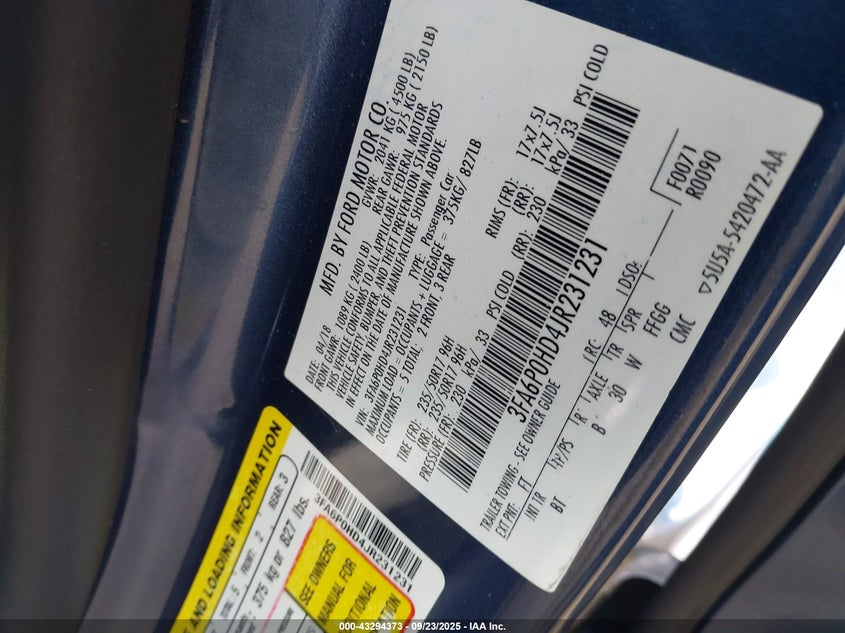 MFD. BY FORD MOTOR CO.
DATE: 04/18 GVWR: 2041 KG (4500 LB)
FRONT GAWR: 1089 KG (2400 LB) REAR GAWR: 975 KG (2150 LB)
THIS VEHICLE CONFORMS TO ALL APPLICABLE FEDERAL MOTOR
VEHICLE SAFETY, BUMPER, AND THEFT PREVENTION STANDARDS
IN EFFECT ON THE DATE OF MANUFACTURE SHOWN ABOVE.
VIN: 3FA6P0HD4JR231231 TYPE: Passenger Car
MAXIMUM LOAD = OCCUPANTS + LUGGAGE = 375KG/ 827LB
OCCUPANTS = 5 TOTAL: 2 FRONT, 3 REAR
TIRE (FR): 235/50R17 96H RIMS (FR): 17x7.5J
(RR): 235/50R17 96H (RR): 17x7.5J
PRESSURE (FR): 230 kPa/ 33 PSI COLD (RR): 230 kPa/ 33 PSI COLD
3FA6P0HD4JR231231
TRAILER TOWING - SEE OWNER GUIDE
F0071
R0090
EXT PNT: FT RC: 48 DSO:
INT TR TP/PS R AXLE TR SPR
BT B 30 W FFGG
CMC 5U5A-5420472-AA
AND LOADING INFORMATION
TOTAL: 5 FRONT: 2 REAR: 3
375 kg or 827 lbs.
3FA6P0HD4JR231231
SEE OWNERS
MANUAL FOR
000-43294373 - 09/23/2025 - IAA Inc.